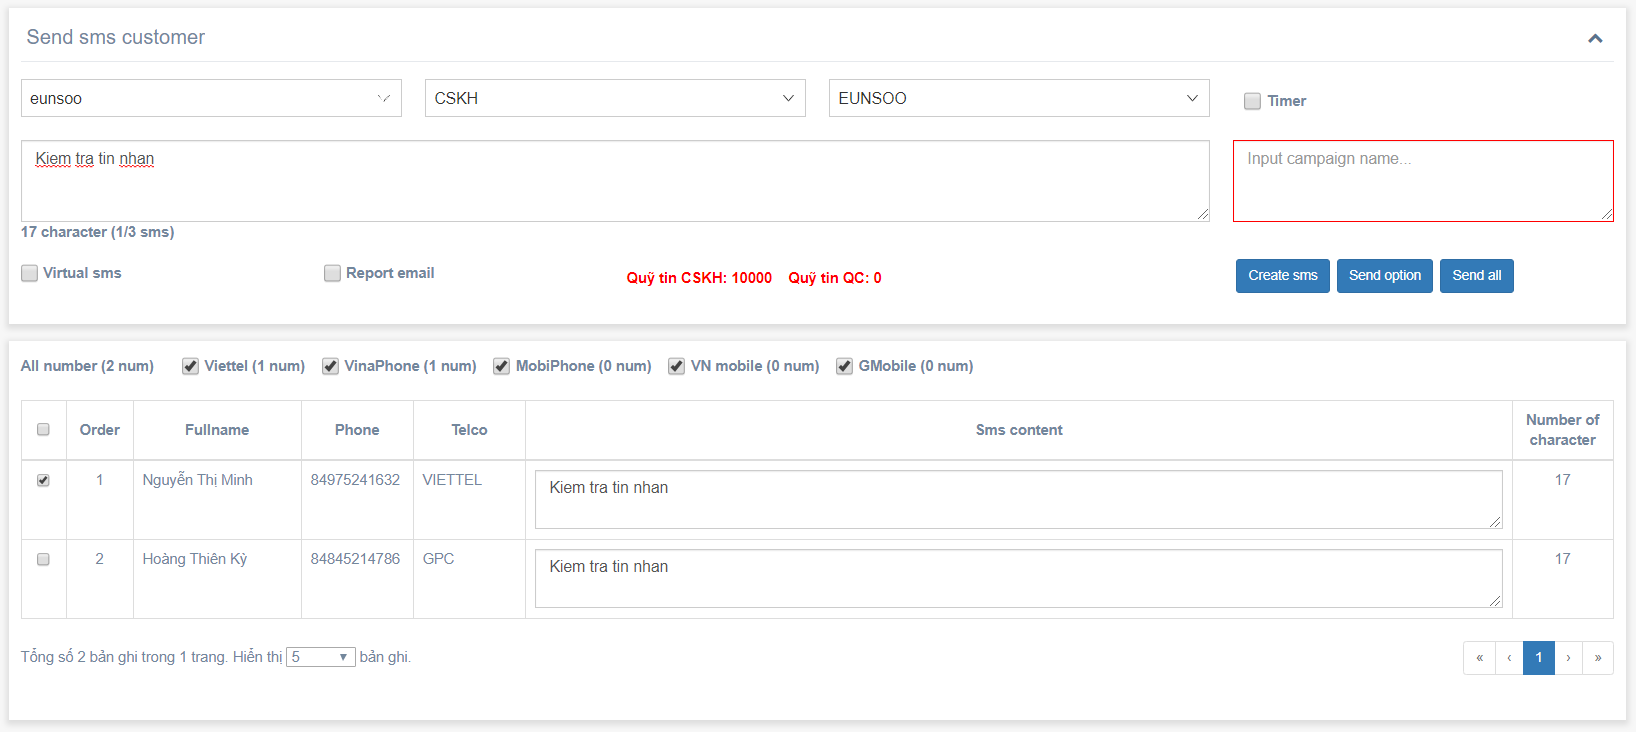 Send sms customer
eunsoo CSKH EUNSOO Timer
Kiem tra tin nhan Input campaign name...
17 character (1/3 sms)
Virtual sms Report email Quỹ tin CSKH: 10000 Quỹ tin QC: 0 Create sms Send option Send all
All number (2 num) Viettel (1 num) VinaPhone (1 num) MobiPhone (0 num) VN mobile (0 num) GMobile (0 num)
Order Fullname Phone Telco Sms content Number of character
1 Nguyễn Thị Minh 84975241632 VIETTEL Kiem tra tin nhan 17
2 Hoàng Thiên Kỳ 84845214786 GPC Kiem tra tin nhan 17
Tổng số 2 bản ghi trong 1 trang. Hiển thị 5 bản ghi. « ‹ 1 › »